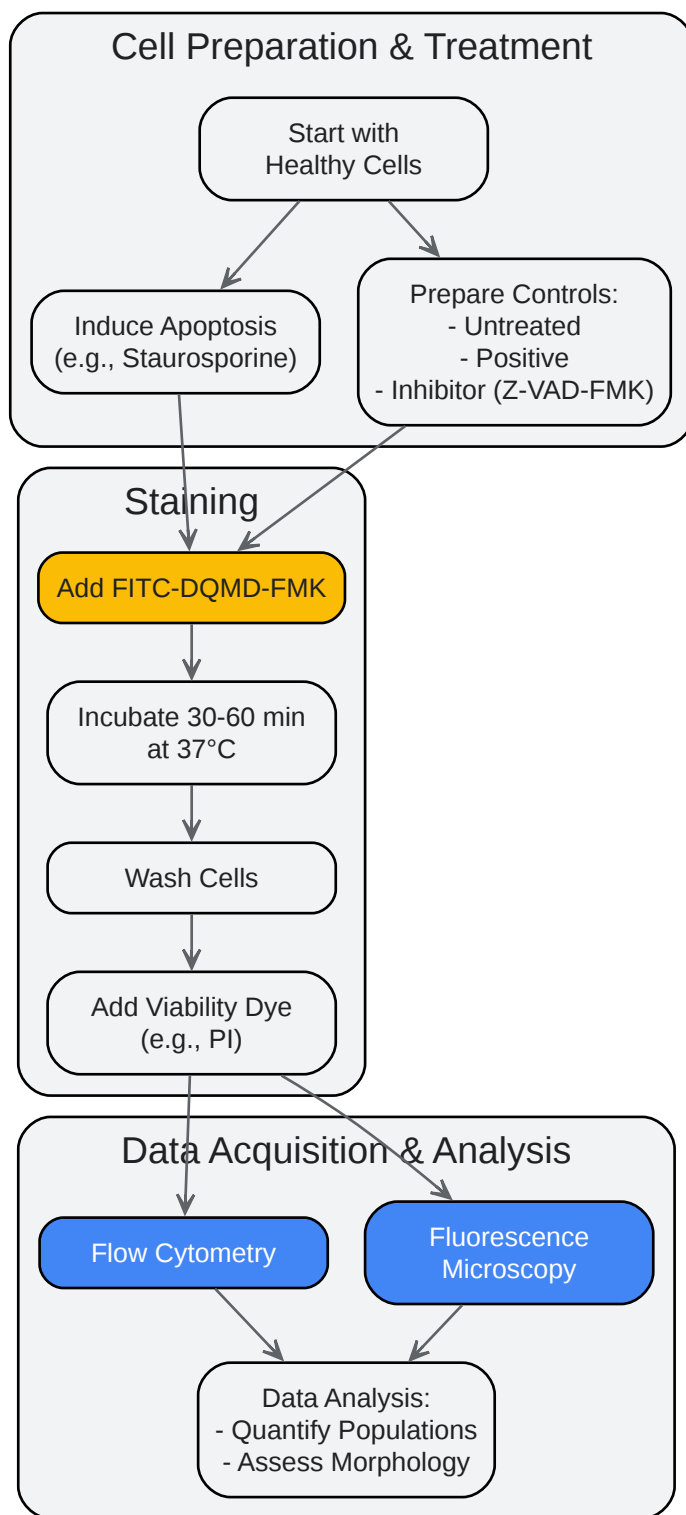 Cell Preparation & Treatment
Start with
Healthy Cells
Induce Apoptosis
(e.g., Staurosporine)
Prepare Controls:
- Untreated
- Positive
- Inhibitor (Z-VAD-FMK)
Staining
Add FITC-DQMD-FMK
Incubate 30-60 min
at 37°C
Wash Cells
Add Viability Dye
(e.g., PI)
Data Acquisition & Analysis
Flow Cytometry
Fluorescence
Microscopy
Data Analysis:
- Quantify Populations
- Assess Morphology